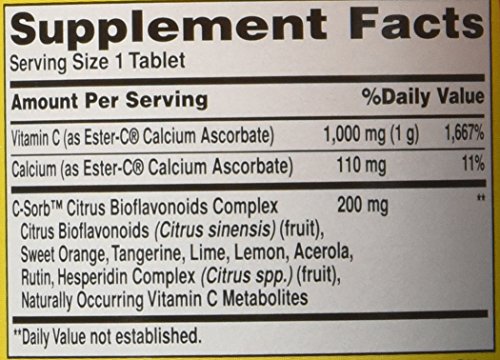 Supplement Facts
Serving Size 1 Tablet
Amount Per Serving %Daily Value
Vitamin C (as Ester-C® Calcium Ascorbate) 1,000 mg (1 g) 1,667%
Calcium (as Ester-C® Calcium Ascorbate) 110 mg 11%
C-Sorb™ Citrus Bioflavonoids Complex 200 mg **
Citrus Bioflavonoids (Citrus sinensis) (fruit),
Sweet Orange, Tangerine, Lime, Lemon, Acerola,
Rutin, Hesperidin Complex (Citrus spp.) (fruit),
Naturally Occurring Vitamin C Metabolites
**Daily Value not established.